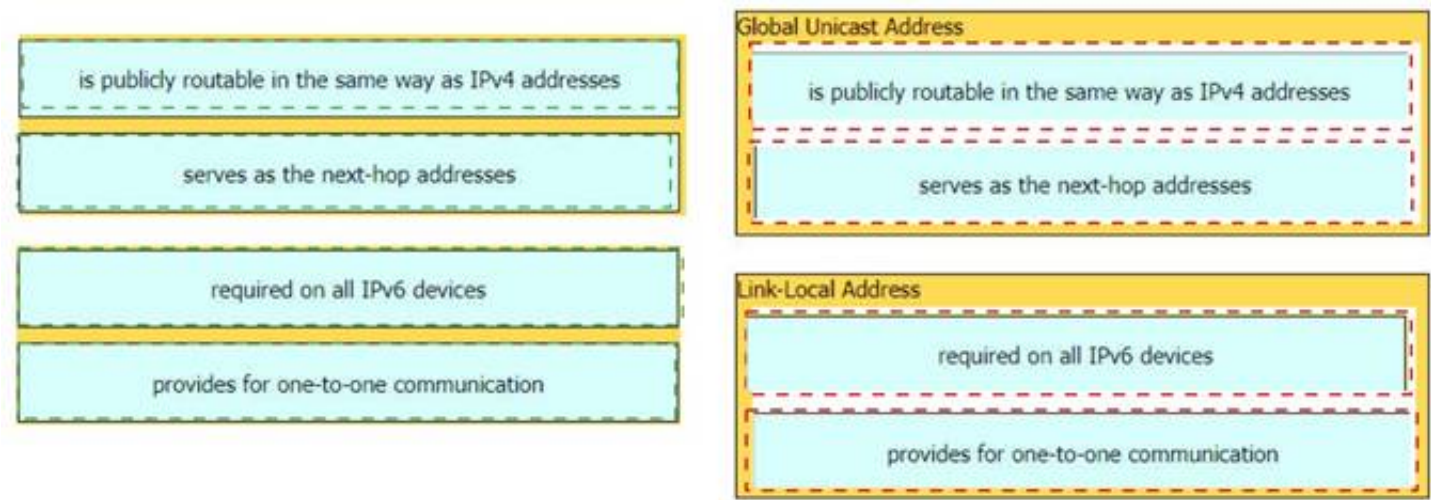 is publicly routable in the same way as IPv4 addresses
serves as the next-hop addresses
required on all IPv6 devices
provides for one-to-one communication
Global Unicast Address
is publicly routable in the same way as IPv4 addresses
serves as the next-hop addresses
Link-Local Address
required on all IPv6 devices
provides for one-to-one communication